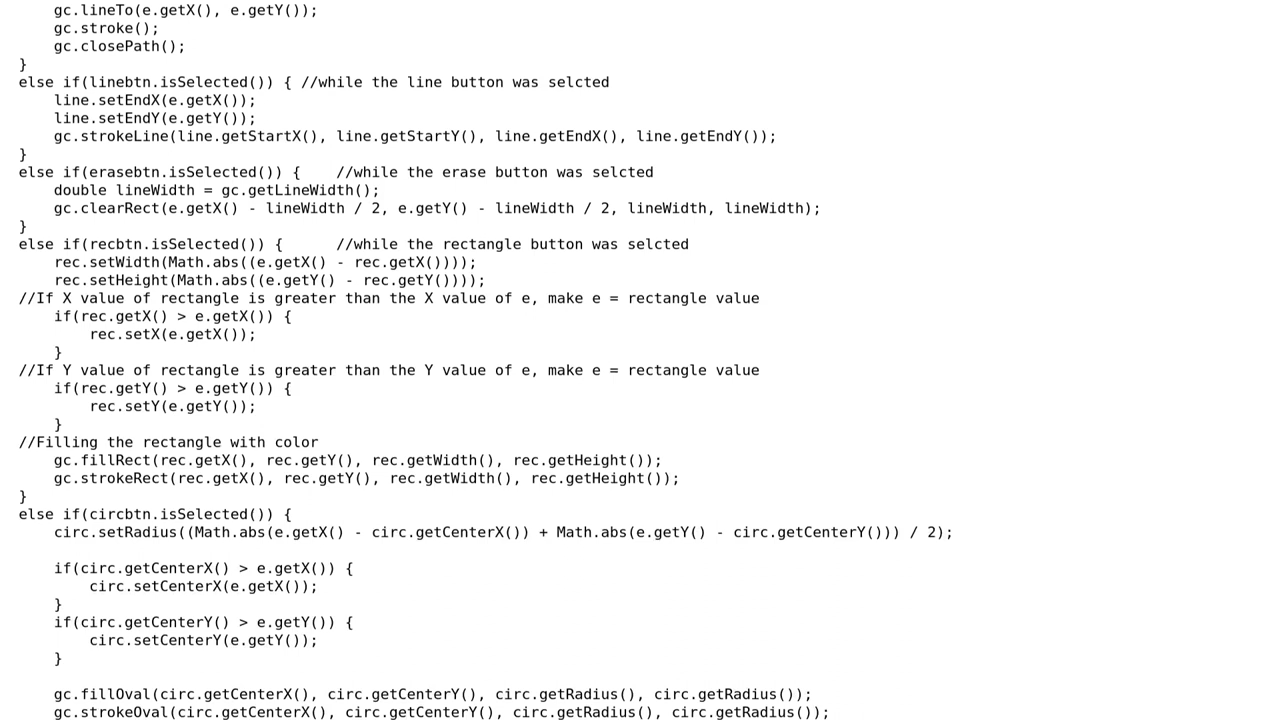 gc.lineTo(e.getX(), e.getY());
gc.stroke();
gc.closePath();
}
else if(linebtn.isSelected()) { //while the line button was selcted
line.setEndX(e.getX());
line.setEndY(e.getY());
gc.strokeLine(line.getStartX(), line.getStartY(), line.getEndX(), line.getEndY());
}
else if(erasebtn.isSelected()) {    //while the erase button was selcted
double lineWidth = gc.getLineWidth();
gc.clearRect(e.getX() - lineWidth / 2, e.getY() - lineWidth / 2, lineWidth, lineWidth);
}
else if(recbtn.isSelected()) {      //while the rectangle button was selcted
rec.setWidth(Math.abs((e.getX() - rec.getX())));
rec.setHeight(Math.abs((e.getY() - rec.getY())));
//If X value of rectangle is greater than the X value of e, make e = rectangle value
if(rec.getX() > e.getX()) {
rec.setX(e.getX());
}
//If Y value of rectangle is greater than the Y value of e, make e = rectangle value
if(rec.getY() > e.getY()) {
rec.setY(e.getY());
}
//Filling the rectangle with color
gc.fillRect(rec.getX(), rec.getY(), rec.getWidth(), rec.getHeight());
gc.strokeRect(rec.getX(), rec.getY(), rec.getWidth(), rec.getHeight());
}
else if(circbtn.isSelected()) {
circ.setRadius((Math.abs(e.getX() - circ.getCenterX()) + Math.abs(e.getY() - circ.getCenterY())) / 2);
if(circ.getCenterX() > e.getX()) {
circ.setCenterX(e.getX());
}
if(circ.getCenterY() > e.getY()) {
circ.setCenterY(e.getY());
}
gc.fillOval(circ.getCenterX(), circ.getCenterY(), circ.getRadius(), circ.getRadius());
gc.strokeOval(circ.getCenterX(), circ.getCenterY(), circ.getRadius(), circ.getRadius());